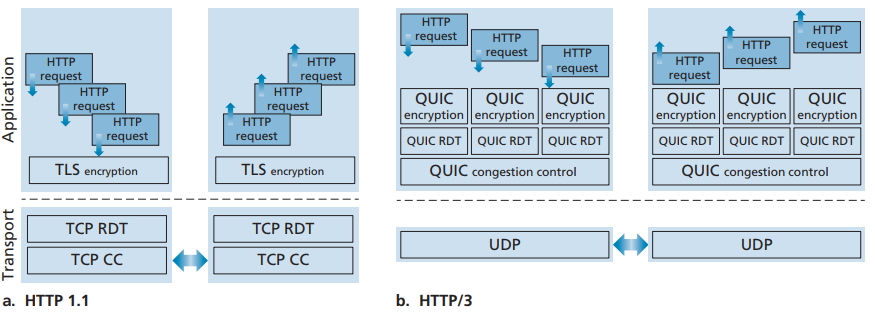 Application
HTTP
request
HTTP
request
HTTP
request
TLS encryption
HTTP
request
HTTP
request
HTTP
request
TLS encryption
HTTP
request
HTTP
request
HTTP
request
QUIC
encryption
QUIC
encryption
QUIC
encryption
QUIC RDT
QUIC RDT
QUIC RDT
QUIC congestion control
HTTP
request
HTTP
request
HTTP
request
QUIC
encryption
QUIC
encryption
QUIC
encryption
QUIC RDT
QUIC RDT
QUIC RDT
QUIC congestion control
Transport
TCP RDT
TCP CC
TCP RDT
TCP CC
UDP
UDP
a. HTTP 1.1
b. HTTP/3